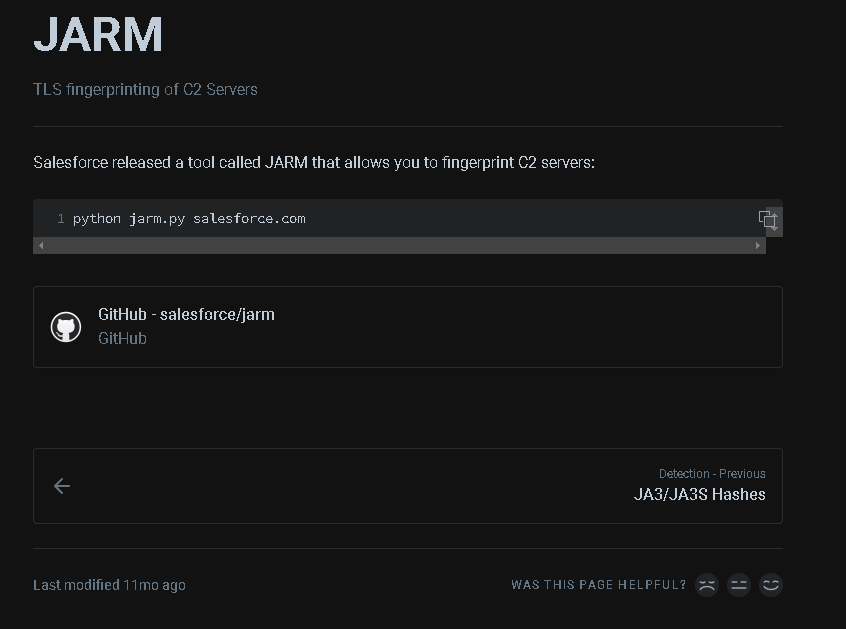 JARM
TLS fingerprinting of C2 Servers
Salesforce released a tool called JARM that allows you to fingerprint C2 servers:
1 python jarm.py salesforce.com
GitHub - salesforce/jarm
GitHub
Detection - Previous
JA3/JA3S Hashes
Last modified 11mo ago
WAS THIS PAGE HELPFUL?